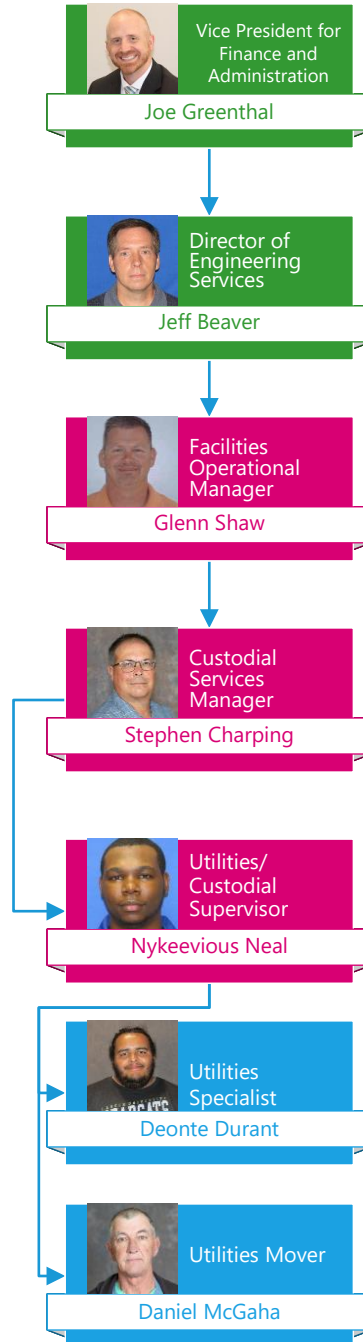 Vice President for
Finance and
Administration
Joe Greenthal
Director of
Engineering
Services
Jeff Beaver
Facilities
Operational
Manager
Glenn Shaw
Custodial
Services
Manager
Stephen Charping
Utilities/
Custodial
Supervisor
Nykeevious Neal
Utilities
Specialist
Deonte Durant
Utilities Mover
Daniel McGaha